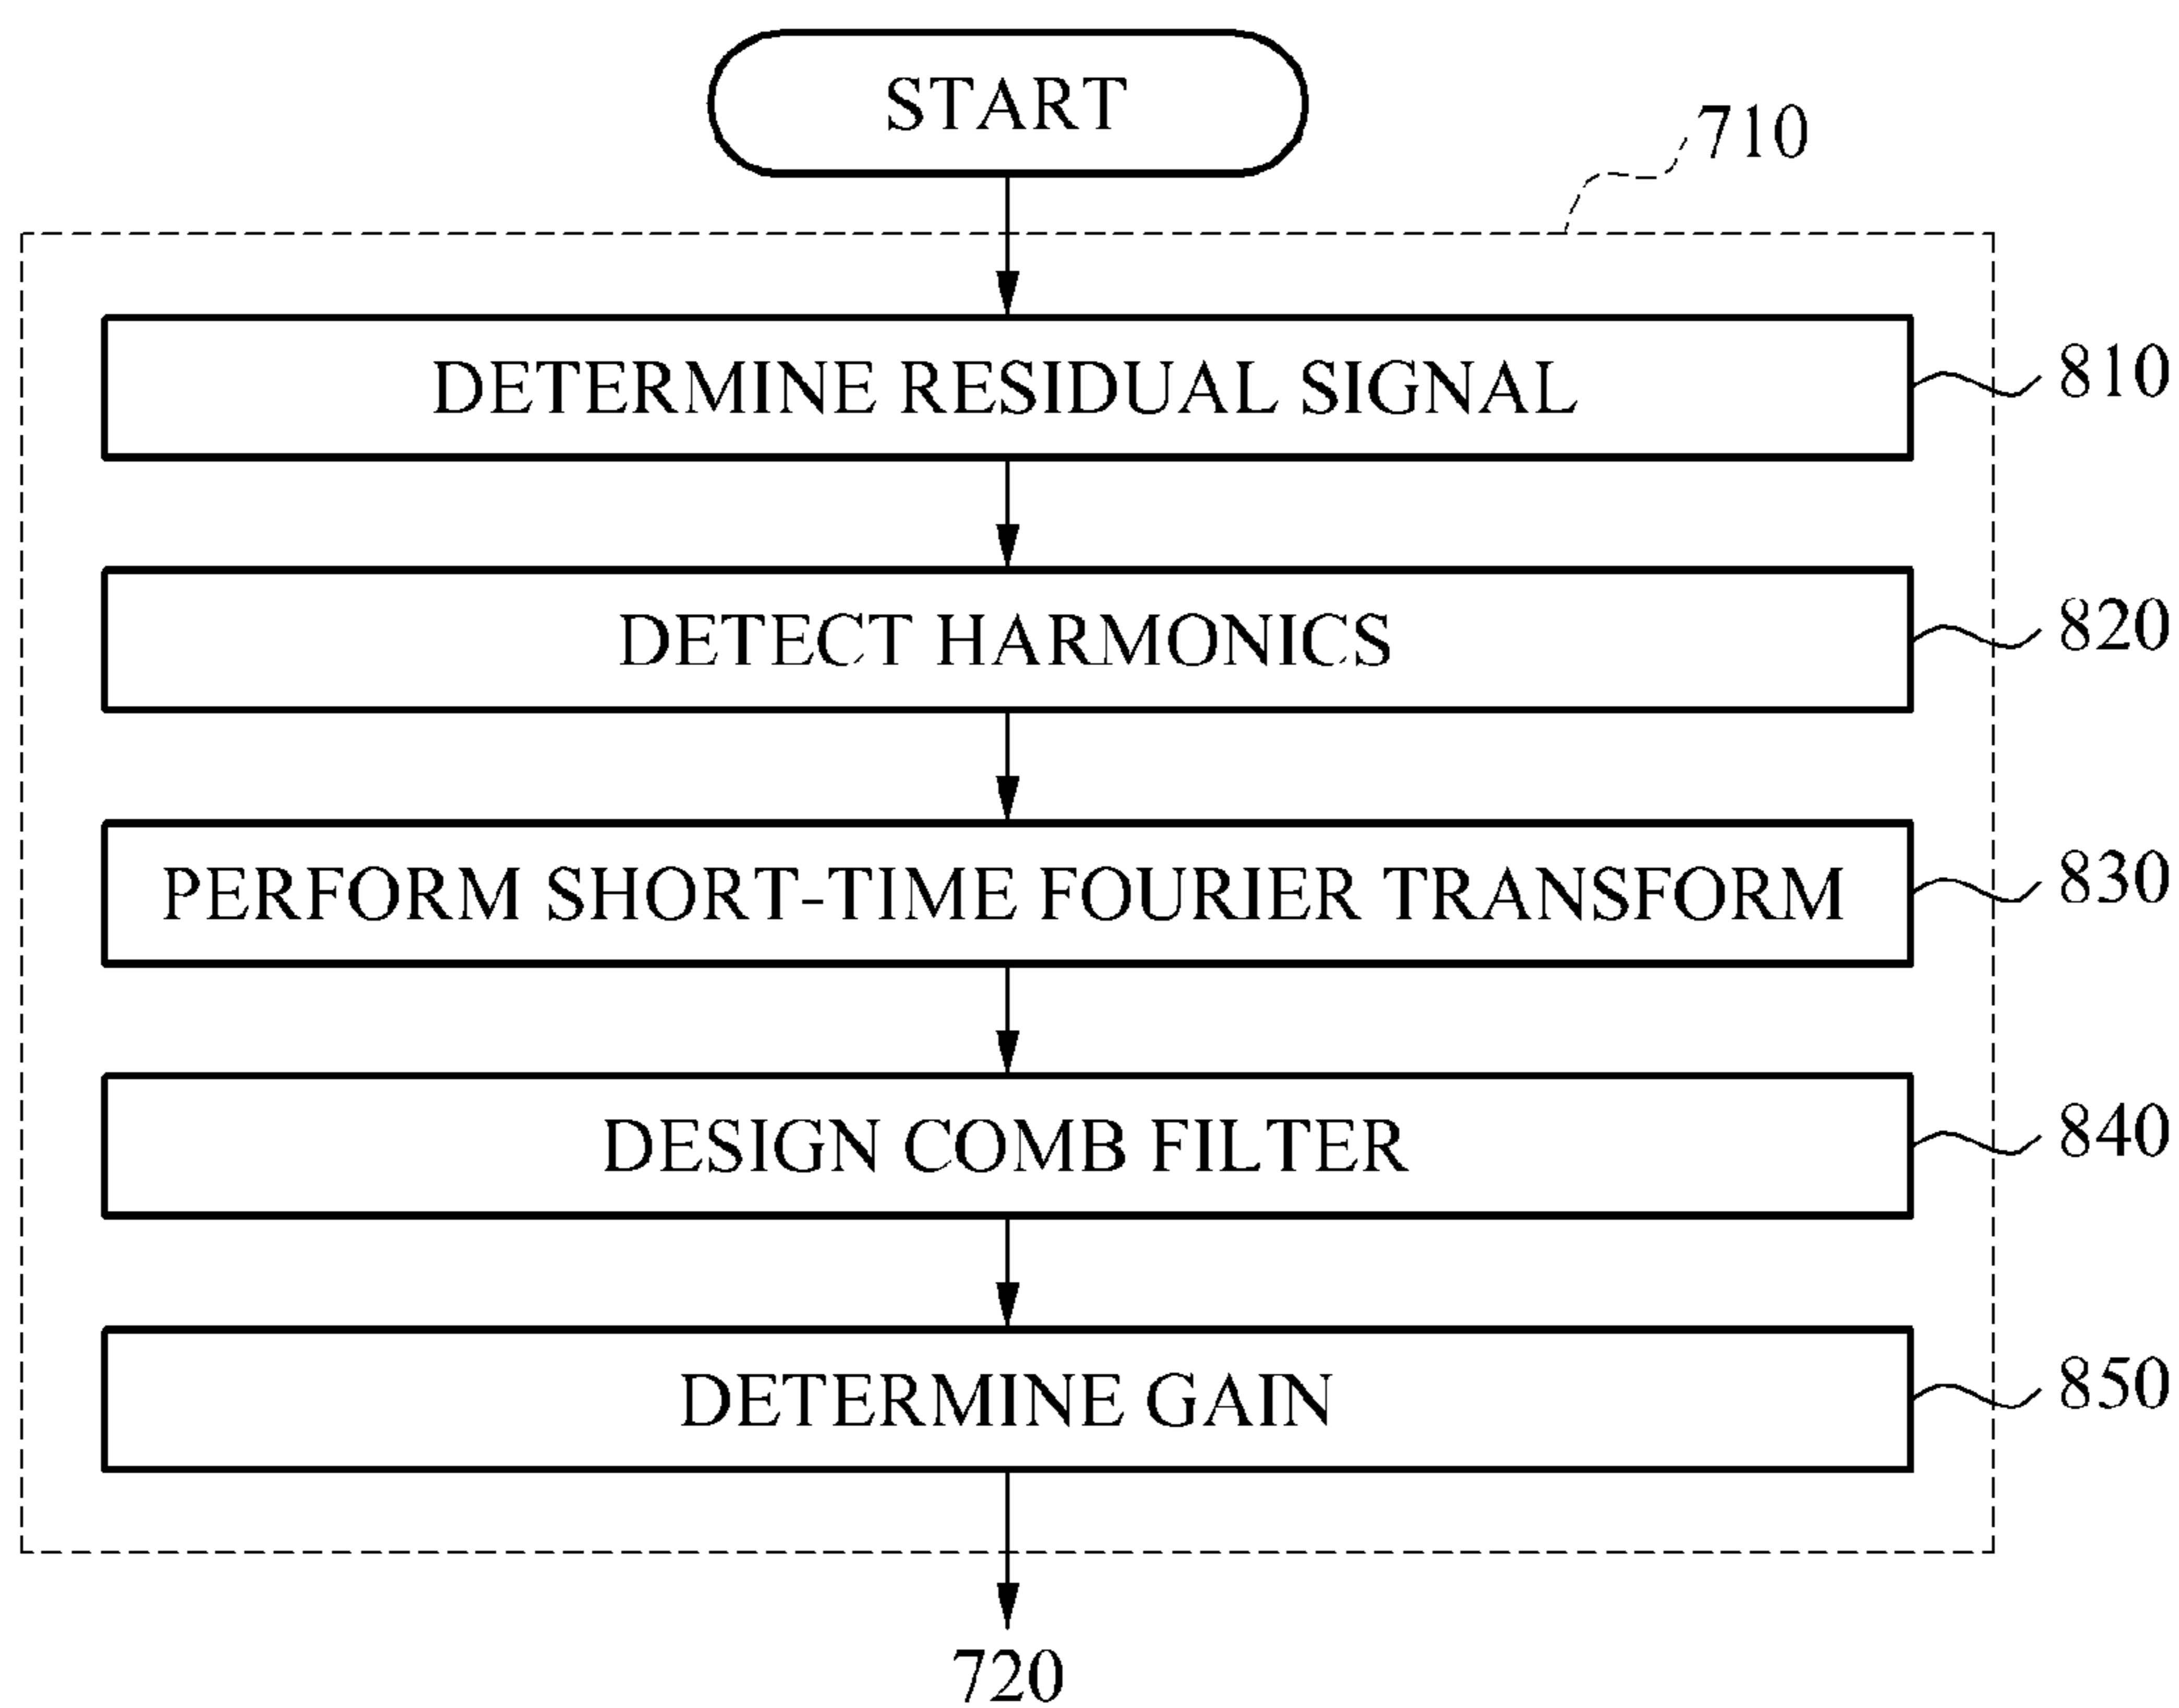 START
710
DETERMINE RESIDUAL SIGNAL
810
DETECT HARMONICS
820
PERFORM SHORT-TIME FOURIER TRANSFORM
830
DESIGN COMB FILTER
840
DETERMINE GAIN
850
720